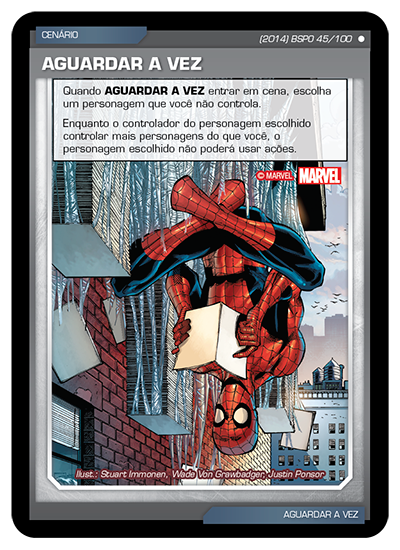 CENÁRIO
(2014) BSPO 45/100
AGUARDAR A VEZ
Quando AGUARDAR A VEZ entrar em cena, escolha
um personagem que você não controla.
Enquanto o controlador do personagem escolhido
controlar mais personagens do que você, o
personagem escolhido não poderá usar ações.
© MARVEL MARVEL
Ilust.: Stuart Immonen, Wade Von Grawbadger, Justin Ponsor
AGUARDAR A VEZ